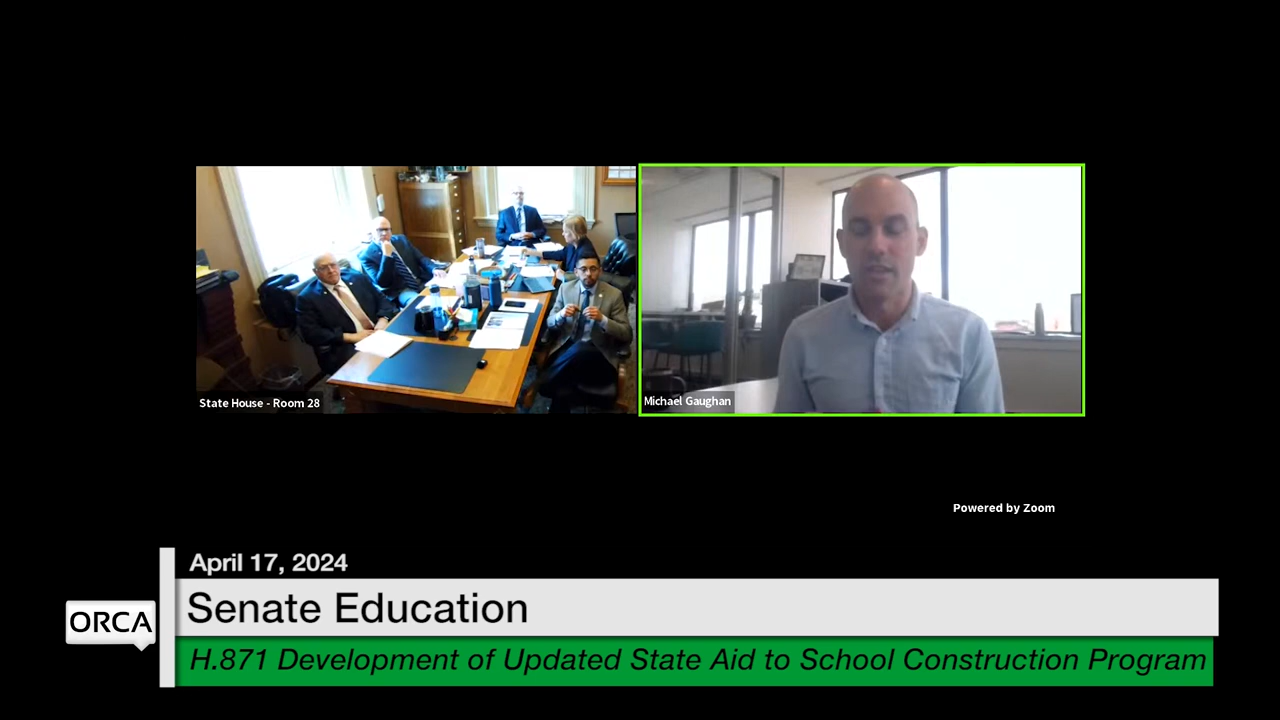 State House - Room 28
Michael Gaughan
Powered by Zoom
April 17, 2024
Senate Education
ORCA
H.871 Development of Updated State Aid to School Construction Program